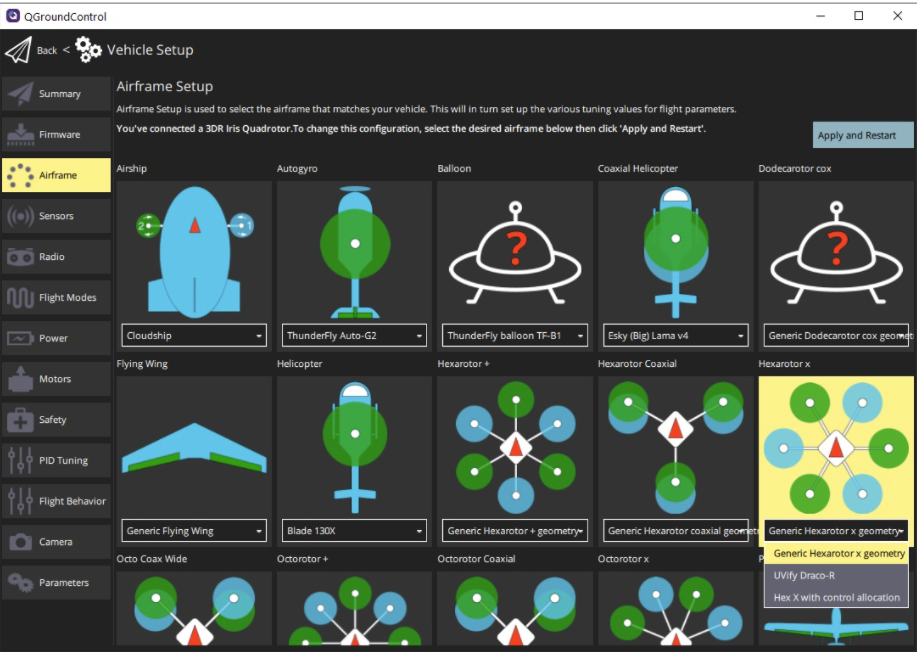 QGroundControl
Back < Vehicle Setup
Summary
Firmware
Airframe
Sensors
Radio
Flight Modes
Power
Motors
Safety
PID Tuning
Flight Behavior
Camera
Parameters
Airframe Setup
Airframe Setup is used to select the airframe that matches your vehicle. This will in turn set up the various tuning values for flight parameters.
You've connected a 3DR Iris Quadrotor.To change this configuration, select the desired airframe below then click 'Apply and Restart'.
Apply and Restart
Airship
Autogyro
Balloon
Coaxial Helicopter
Dodecarotor cox
2
1
?
?
Cloudship
ThunderFly Auto-G2
ThunderFly balloon TF-B1
Esky (Big) Lama v4
Generic Dodecarotor cox geomet
Flying Wing
Helicopter
Hexarotor +
Hexarotor Coaxial
Hexarotor x
Generic Flying Wing
Blade 130X
Generic Hexarotor + geometry
Generic Hexarotor coaxial geomet
Generic Hexarotor x geometry
Generic Hexarotor x geometry
UVify Draco-R
Hex X with control allocation
Octo Coax Wide
Octorotor +
Octorotor Coaxial
Octorotor x